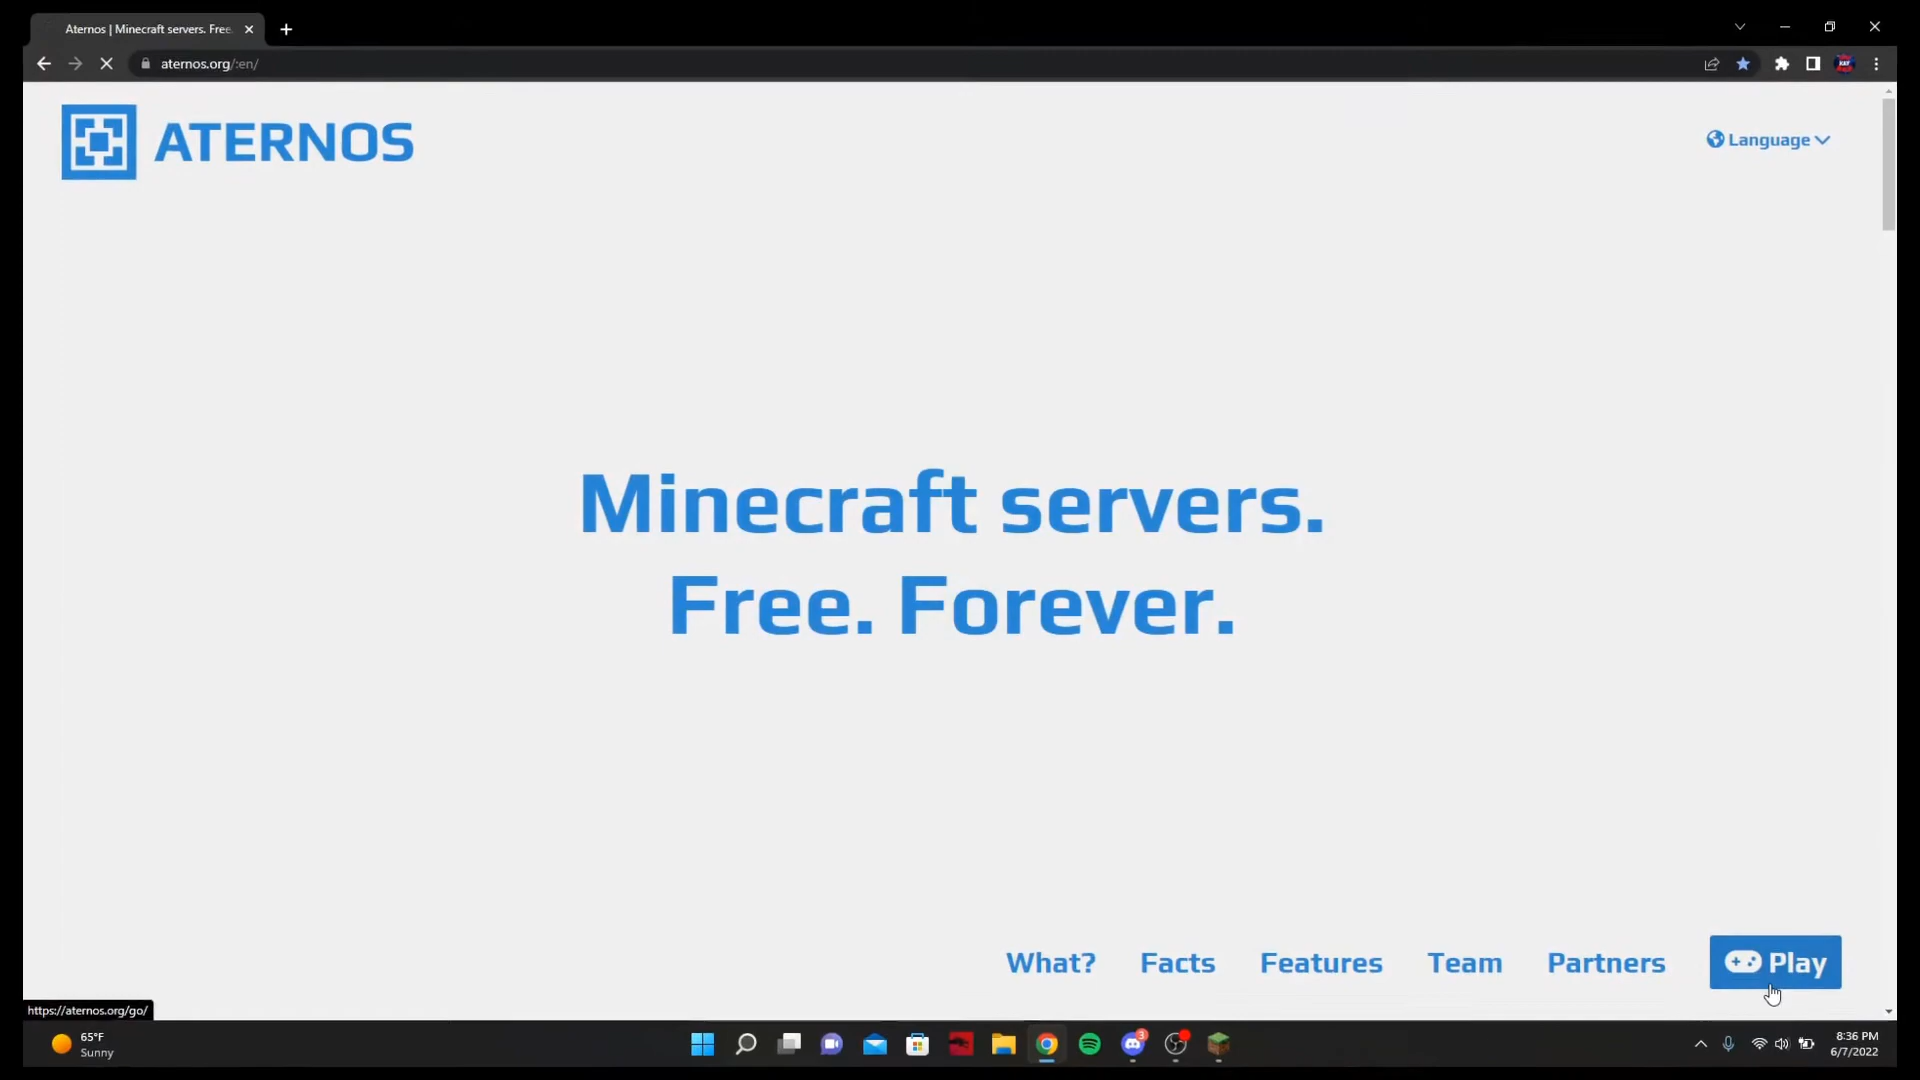 Aternos | Minecraft servers. Free.
aternos.org/:en/
ATERNOS
Language
Minecraft servers.
Free. Forever.
What? Facts Features Team Partners Play
https://aternos.org/go/
65°F
Sunny
3
8:36 PM
6/7/2022